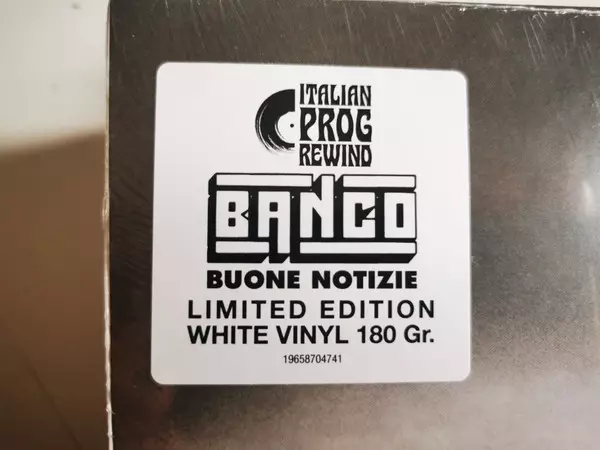 ITALIAN
PROG
REWIND
BANCO
BUONE NOTIZIE
LIMITED EDITION
WHITE VINYL 180 Gr.
19658704741